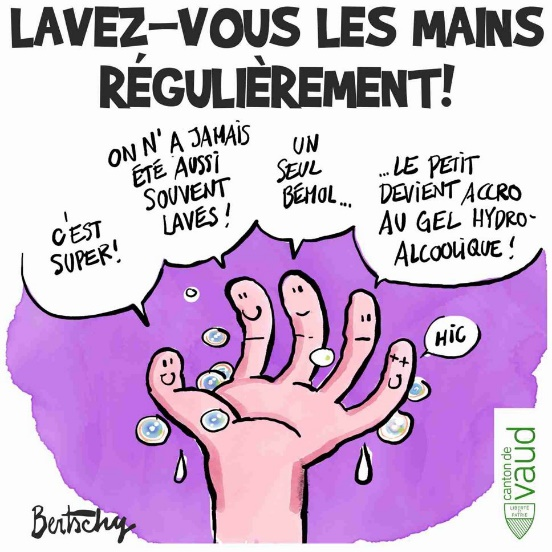 LAVEZ-VOUS LES MAINS
RÉGULIÈREMENT!
C'EST
SUPER!
ON N'A JAMAIS
ÉTÉ AUSSI
SOUVENT
LAVÉS!
UN
SEUL
BÉMOL...
...LE PETIT
DEVIENT ACCRO
AU GEL HYDRO-
ALCOOLIQUE!
HIC
Bertschy
canton de
vaud
LIBERTÉ
ET
PATRIE